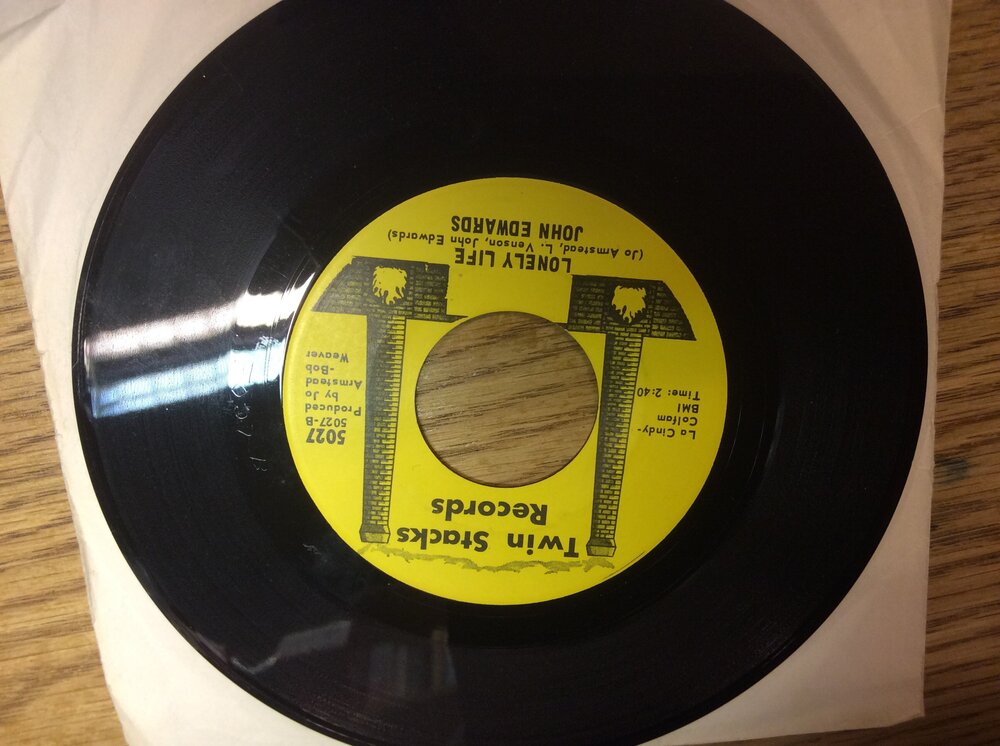 Twin Stacks
Records
La Cindy-
Colfam
BMI
Time: 2:40
5027
5027-B
Produced
by Jo
Armstead
-Bob
Weaver
LONELY LIFE
(Jo Armstead, L. Venson, John Edwards)
JOHN EDWARDS